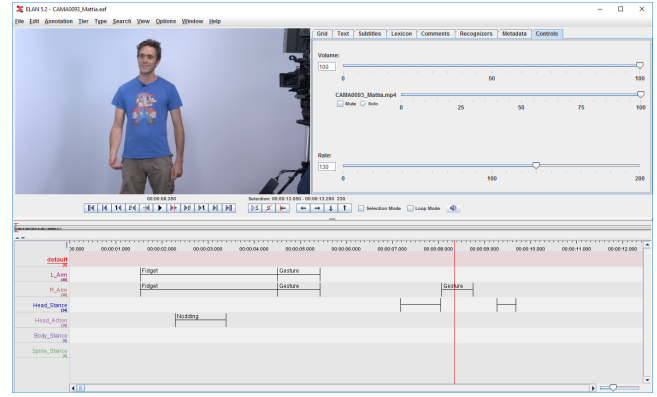 ELAN 5.2 - CAMA0093_Mattia.eaf
File Edit Annotation Tier Type Search View Options Window Help
Grid Text Subtitles Lexicon Comments Recognizers Metadata Controls
Volume:
100
0 50 100
CAMA0093_Mattia.mp4
Mute Solo
0 25 50 75 100
Rate:
130
0 100 200
00:00:08.350
Selection: 00:00:13.050 - 00:00:13.280 230
Selection Mode Loop Mode
00.000 00:00:01.000 00:00:02.000 00:00:03.000 00:00:04.000 00:00:05.000 00:00:06.000 00:00:07.000 00:00:08.000 00:00:09.000 00:00:10.000 00:00:11.000 00:00:12.000
default
L_Arm Fidget Gesture
R_Arm Fidget Gesture Gesture
Head_Stance
Head_Action Nodding
Body_Stance